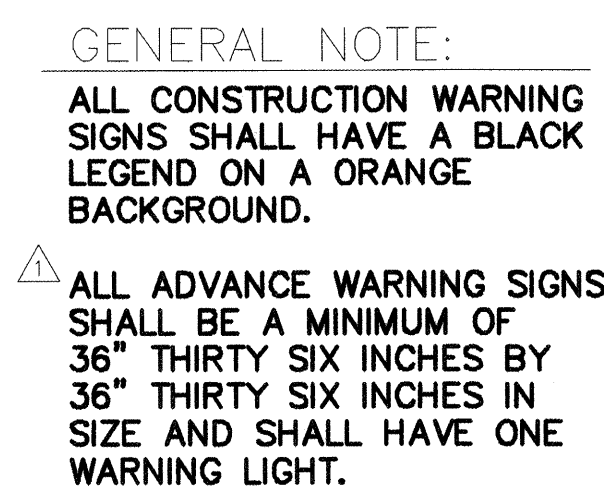 GENERAL NOTE:
ALL CONSTRUCTION WARNING
SIGNS SHALL HAVE A BLACK
LEGEND ON A ORANGE
BACKGROUND.
1 ALL ADVANCE WARNING SIGNS
SHALL BE A MINIMUM OF
36" THIRTY SIX INCHES BY
36" THIRTY SIX INCHES IN
SIZE AND SHALL HAVE ONE
WARNING LIGHT.